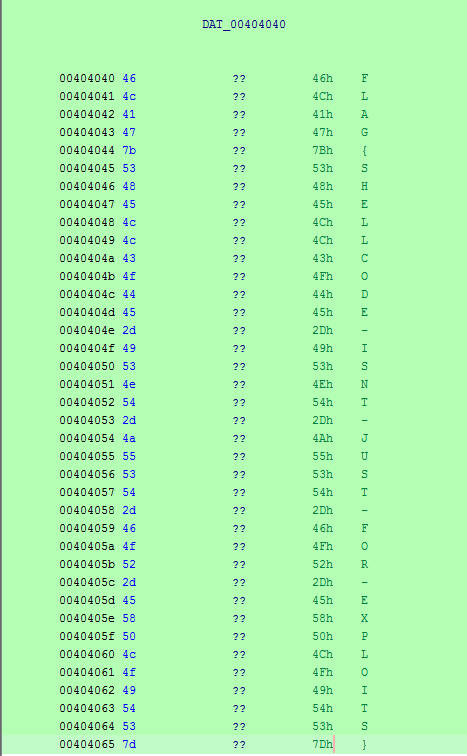 DAT_00404040
00404040 46 ?? 46h F
00404041 4c ?? 4Ch L
00404042 41 ?? 41h A
00404043 47 ?? 47h G
00404044 7b ?? 7Bh {
00404045 53 ?? 53h S
00404046 48 ?? 48h H
00404047 45 ?? 45h E
00404048 4c ?? 4Ch L
00404049 4c ?? 4Ch L
0040404a 43 ?? 43h C
0040404b 4f ?? 4Fh O
0040404c 44 ?? 44h D
0040404d 45 ?? 45h E
0040404e 2d ?? 2Dh -
0040404f 49 ?? 49h I
00404050 53 ?? 53h S
00404051 4e ?? 4Eh N
00404052 54 ?? 54h T
00404053 2d ?? 2Dh -
00404054 4a ?? 4Ah J
00404055 55 ?? 55h U
00404056 53 ?? 53h S
00404057 54 ?? 54h T
00404058 2d ?? 2Dh -
00404059 46 ?? 46h F
0040405a 4f ?? 4Fh O
0040405b 52 ?? 52h R
0040405c 2d ?? 2Dh -
0040405d 45 ?? 45h E
0040405e 58 ?? 58h X
0040405f 50 ?? 50h P
00404060 4c ?? 4Ch L
00404061 4f ?? 4Fh O
00404062 49 ?? 49h I
00404063 54 ?? 54h T
00404064 53 ?? 53h S
00404065 7d ?? 7Dh }